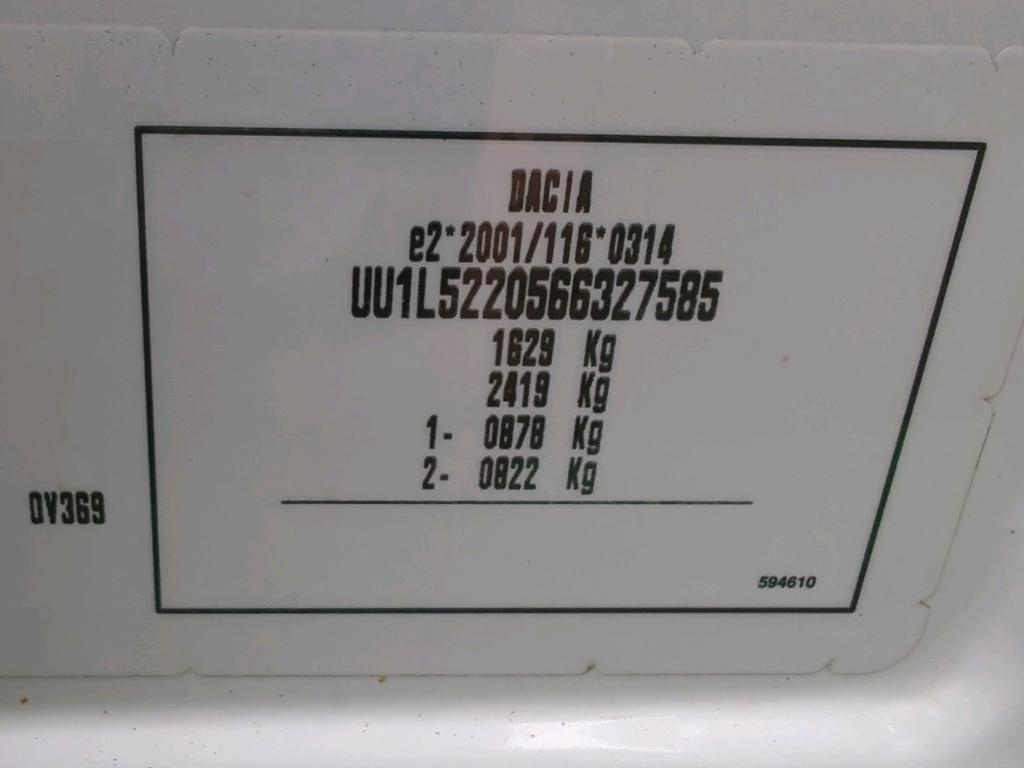 DACIA
e2*2001/116*0314
UU1L5220566327585
1629 Kg
2419 Kg
1- 0878 Kg
2- 0822 Kg
0V369
594610